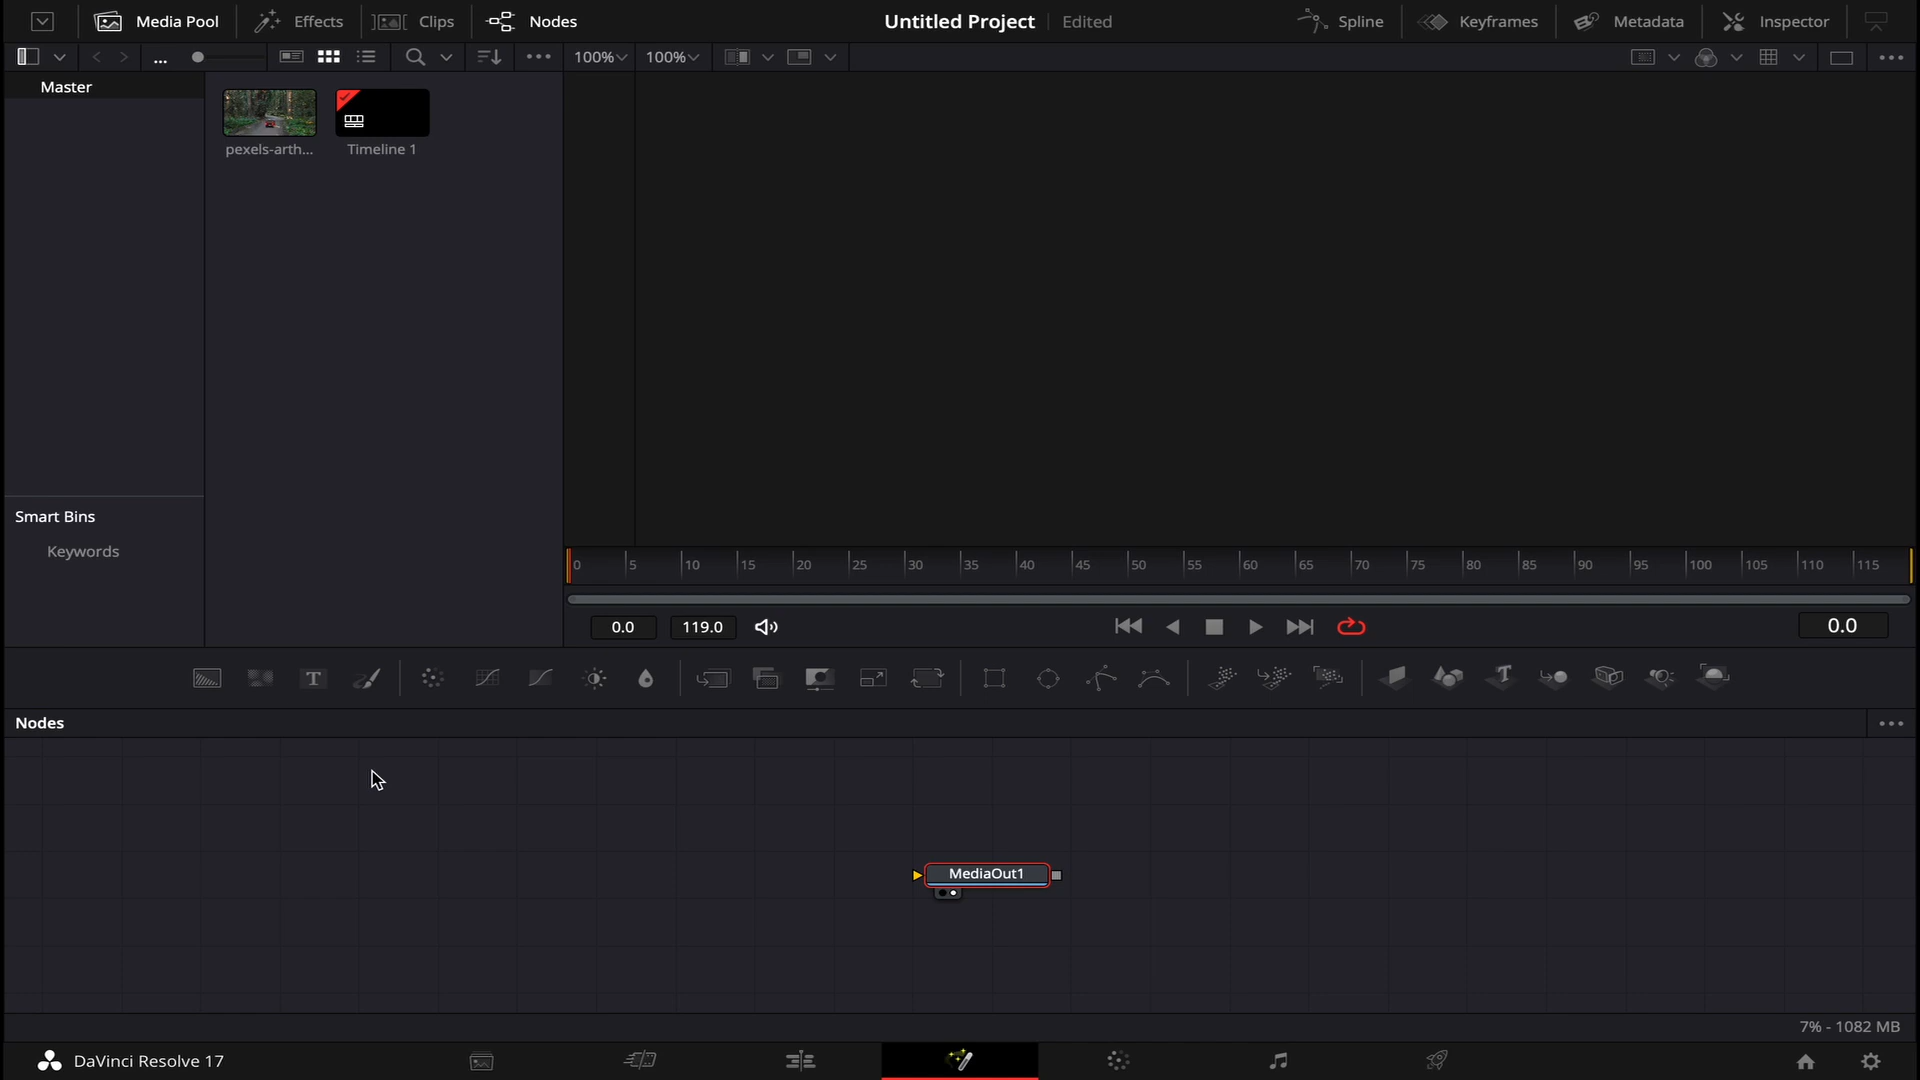 Media Pool
Effects
Clips
Nodes
Untitled Project
Edited
Spline
Keyframes
Metadata
Inspector
...
100%
100%
Master
pexels-arth...
Timeline 1
Smart Bins
Keywords
0 5 10 15 20 25 30 35 40 45 50 55 60 65 70 75 80 85 90 95 100 105 110 115
0.0
119.0
0.0
T
T
Nodes
MediaOut1
7% - 1082 MB
DaVinci Resolve 17